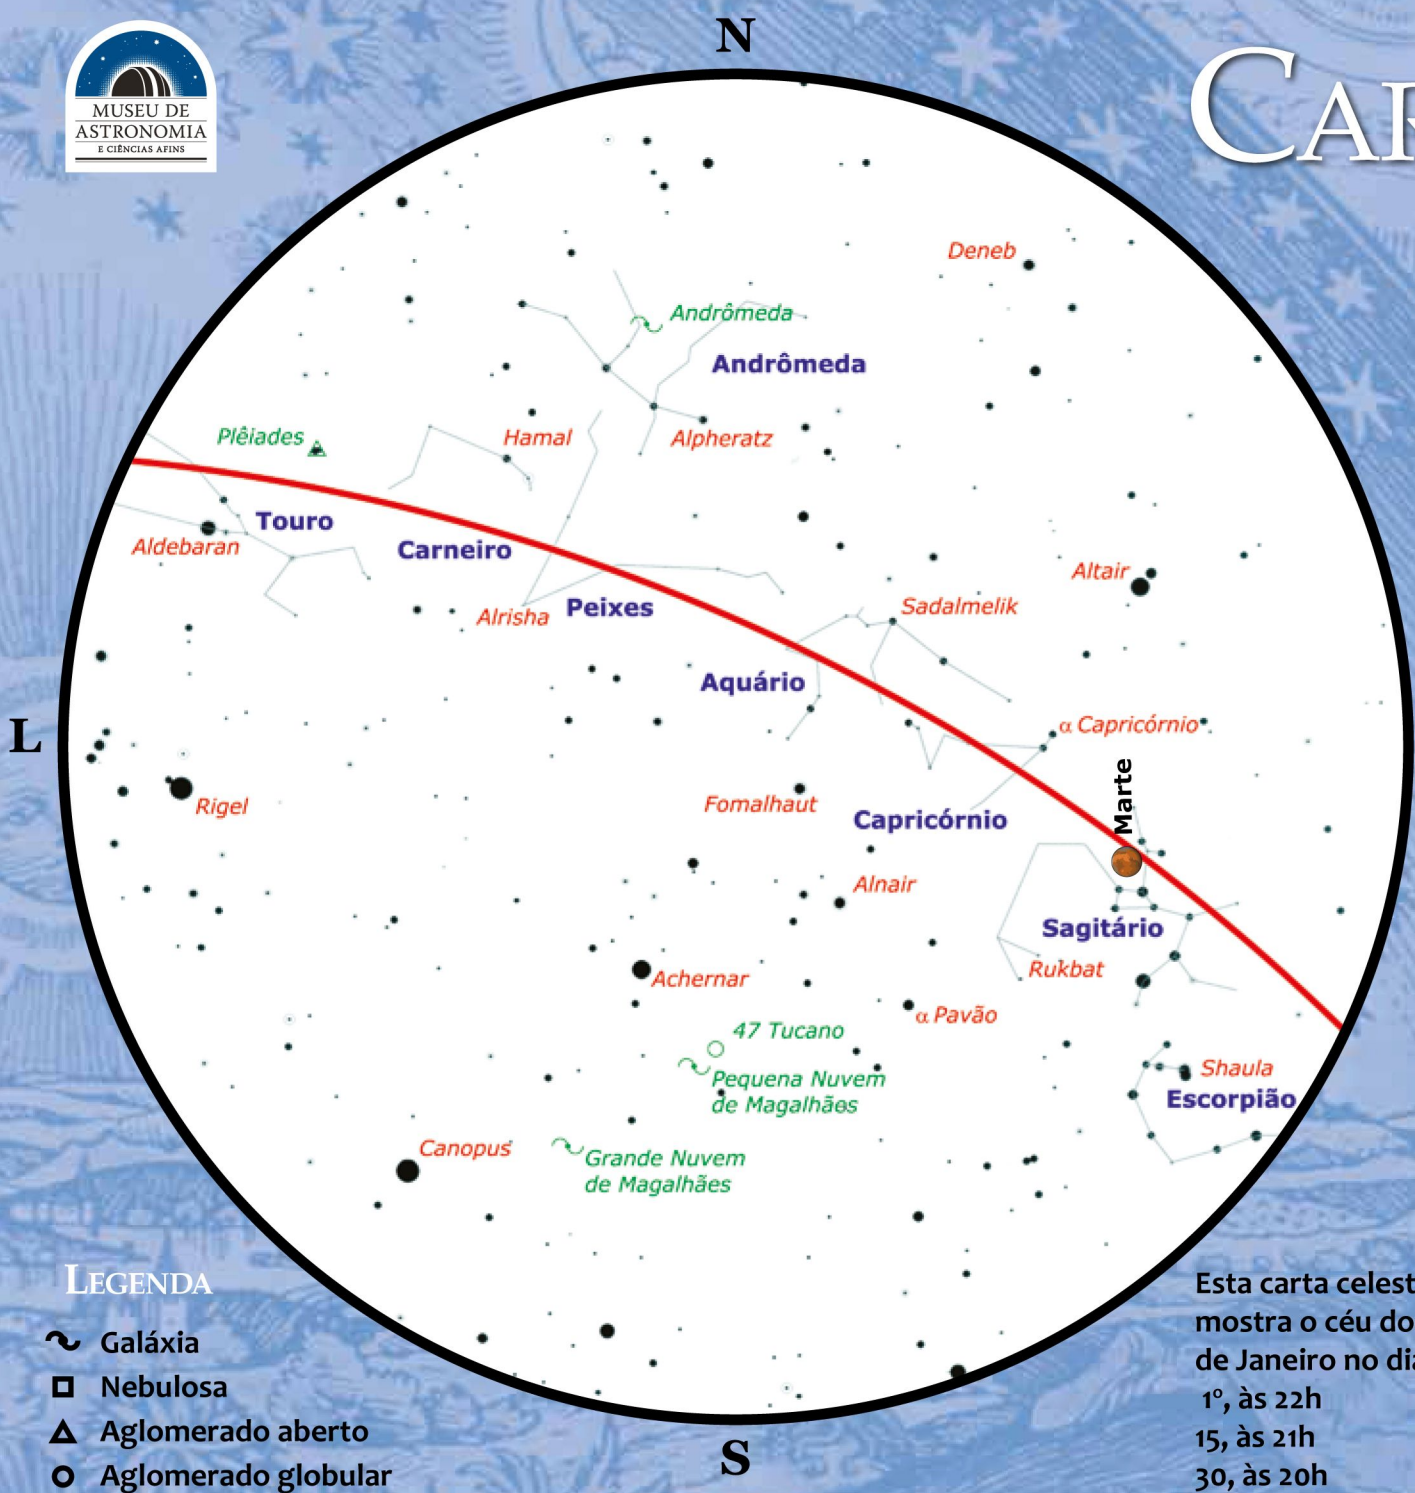 N
MUSEU DE
ASTRONOMIA
E CIÊNCIAS AFINS
CAR
Deneb
Andrômeda
Andrômeda
Plêiades
Hamal
Alpheratz
Touro
Aldebaran
Carneiro
Altair
Alrisha
Peixes
Sadalmelik
Aquário
L
α Capricórnio
Marte
Rigel
Fomalhaut
Capricórnio
Alnair
Sagitário
Rukbat
Achernar
α Pavão
47 Tucano
Pequena Nuvem
de Magalhães
Shaula
Escorpião
Canopus
Grande Nuvem
de Magalhães
LEGENDA
Galáxia
Nebulosa
Aglomerado aberto
Aglomerado globular
S
Esta carta celest
mostra o céu do
de Janeiro no dia
1º, às 22h
15, às 21h
30, às 20h